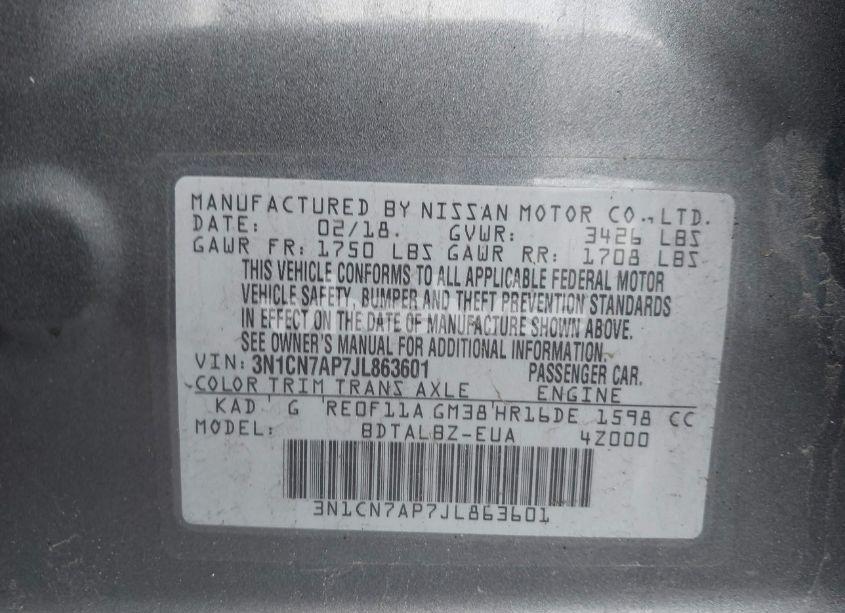 MANUFACTURED BY NISSAN MOTOR CO., LTD.
DATE: 02/18. GVWR: 3426 LBS
GAWR FR: 1750 LBS GAWR RR: 1708 LBS
THIS VEHICLE CONFORMS TO ALL APPLICABLE FEDERAL MOTOR
VEHICLE SAFETY, BUMPER AND THEFT PREVENTION STANDARDS
IN EFFECT ON THE DATE OF MANUFACTURE SHOWN ABOVE.
SEE OWNER'S MANUAL FOR ADDITIONAL INFORMATION.
VIN: 3N1CN7AP7JL863601 PASSENGER CAR.
COLOR TRIM TRANS AXLE ENGINE
KAD G RE0F11A GM38 HR16DE 1598 CC
MODEL: BDTALBZ-EUA 4Z000
3N1CN7AP7JL863601